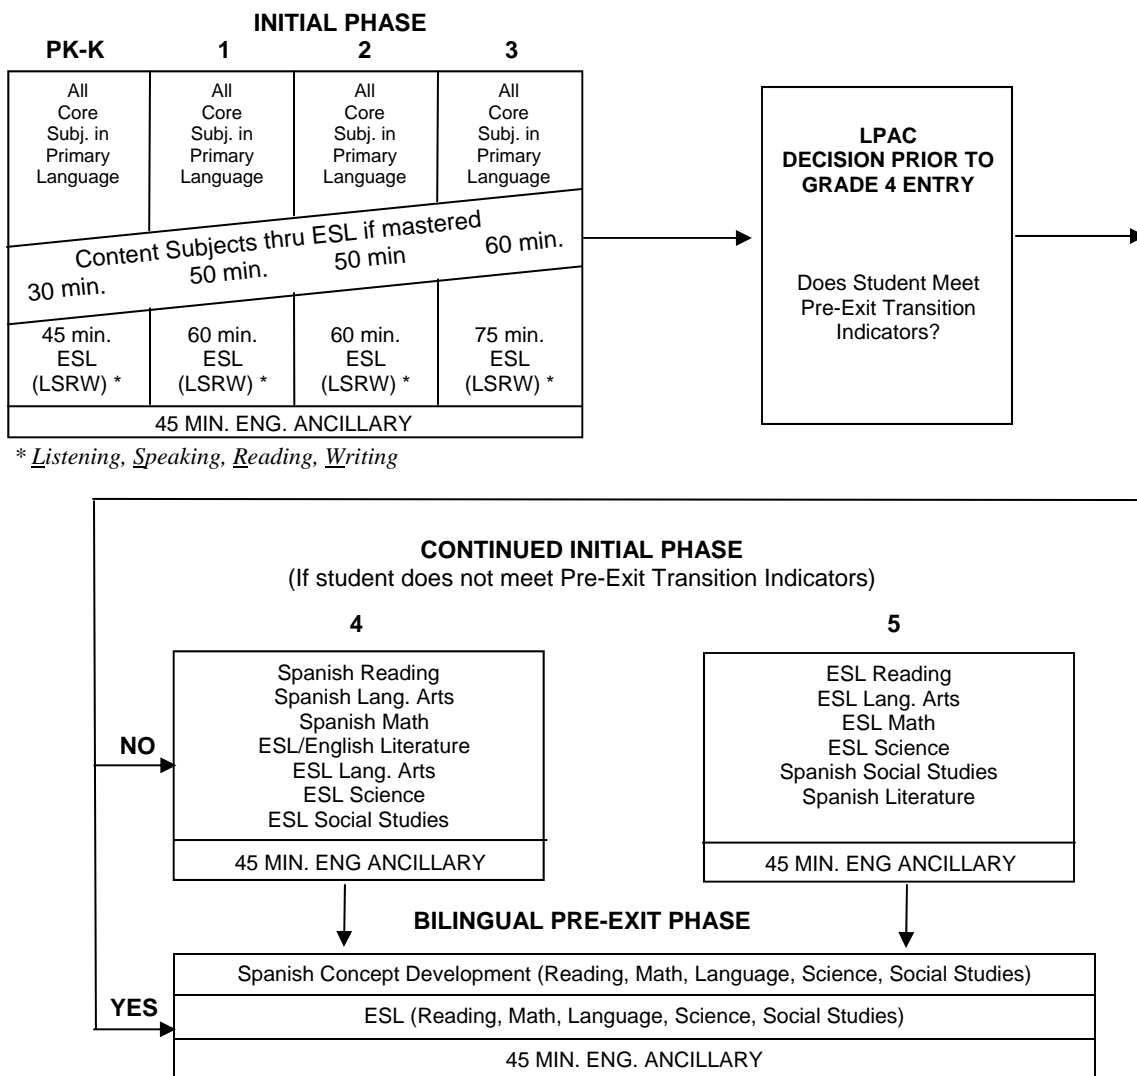 INITIAL PHASE
PK-K 1 2 3
All
Core
Subj. in
Primary
Language
All
Core
Subj. in
Primary
Language
All
Core
Subj. in
Primary
Language
All
Core
Subj. in
Primary
Language
Content Subjects thru ESL if mastered
30 min. 50 min. 50 min 60 min.
45 min.
ESL
(LSRW) *
60 min.
ESL
(LSRW) *
60 min.
ESL
(LSRW) *
75 min.
ESL
(LSRW) *
45 MIN. ENG. ANCILLARY
* Listening, Speaking, Reading, Writing
LPAC
DECISION PRIOR TO
GRADE 4 ENTRY
Does Student Meet
Pre-Exit Transition
Indicators?
CONTINUED INITIAL PHASE
(If student does not meet Pre-Exit Transition Indicators)
4
5
NO
Spanish Reading
Spanish Lang. Arts
Spanish Math
ESL/English Literature
ESL Lang. Arts
ESL Science
ESL Social Studies
45 MIN. ENG ANCILLARY
ESL Reading
ESL Lang. Arts
ESL Math
ESL Science
Spanish Social Studies
Spanish Literature
45 MIN. ENG ANCILLARY
BILINGUAL PRE-EXIT PHASE
YES
Spanish Concept Development (Reading, Math, Language, Science, Social Studies)
ESL (Reading, Math, Language, Science, Social Studies)
45 MIN. ENG. ANCILLARY